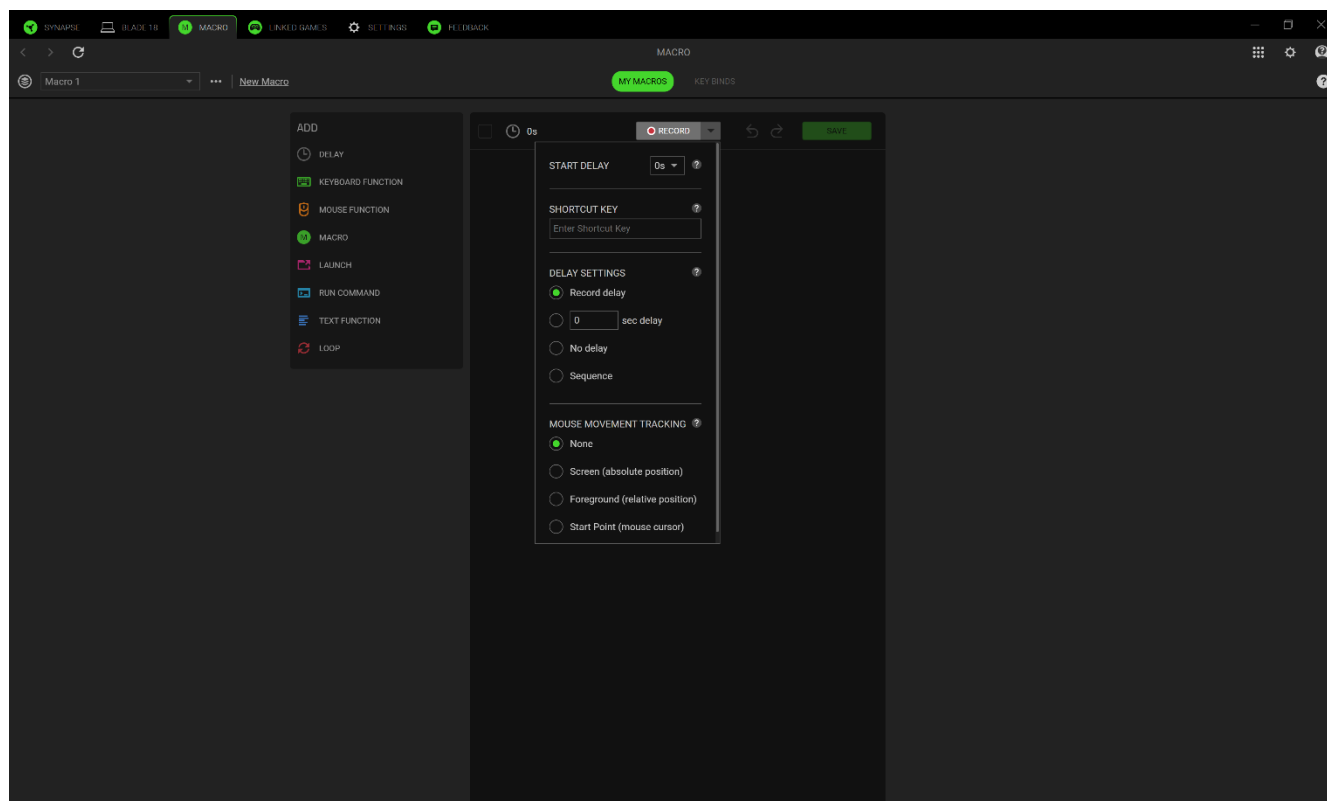 SYNAPSE BLADE 18 MACRO LINKED GAMES SETTINGS FEEDBACK
MACRO
Macro 1 New Macro MY MACROS KEY BINDS
ADD
DELAY
KEYBOARD FUNCTION
MOUSE FUNCTION
MACRO
LAUNCH
RUN COMMAND
TEXT FUNCTION
LOOP
0s RECORD SAVE
START DELAY 0s
SHORTCUT KEY
Enter Shortcut Key
DELAY SETTINGS
Record delay
0 sec delay
No delay
Sequence
MOUSE MOVEMENT TRACKING
None
Screen (absolute position)
Foreground (relative position)
Start Point (mouse cursor)